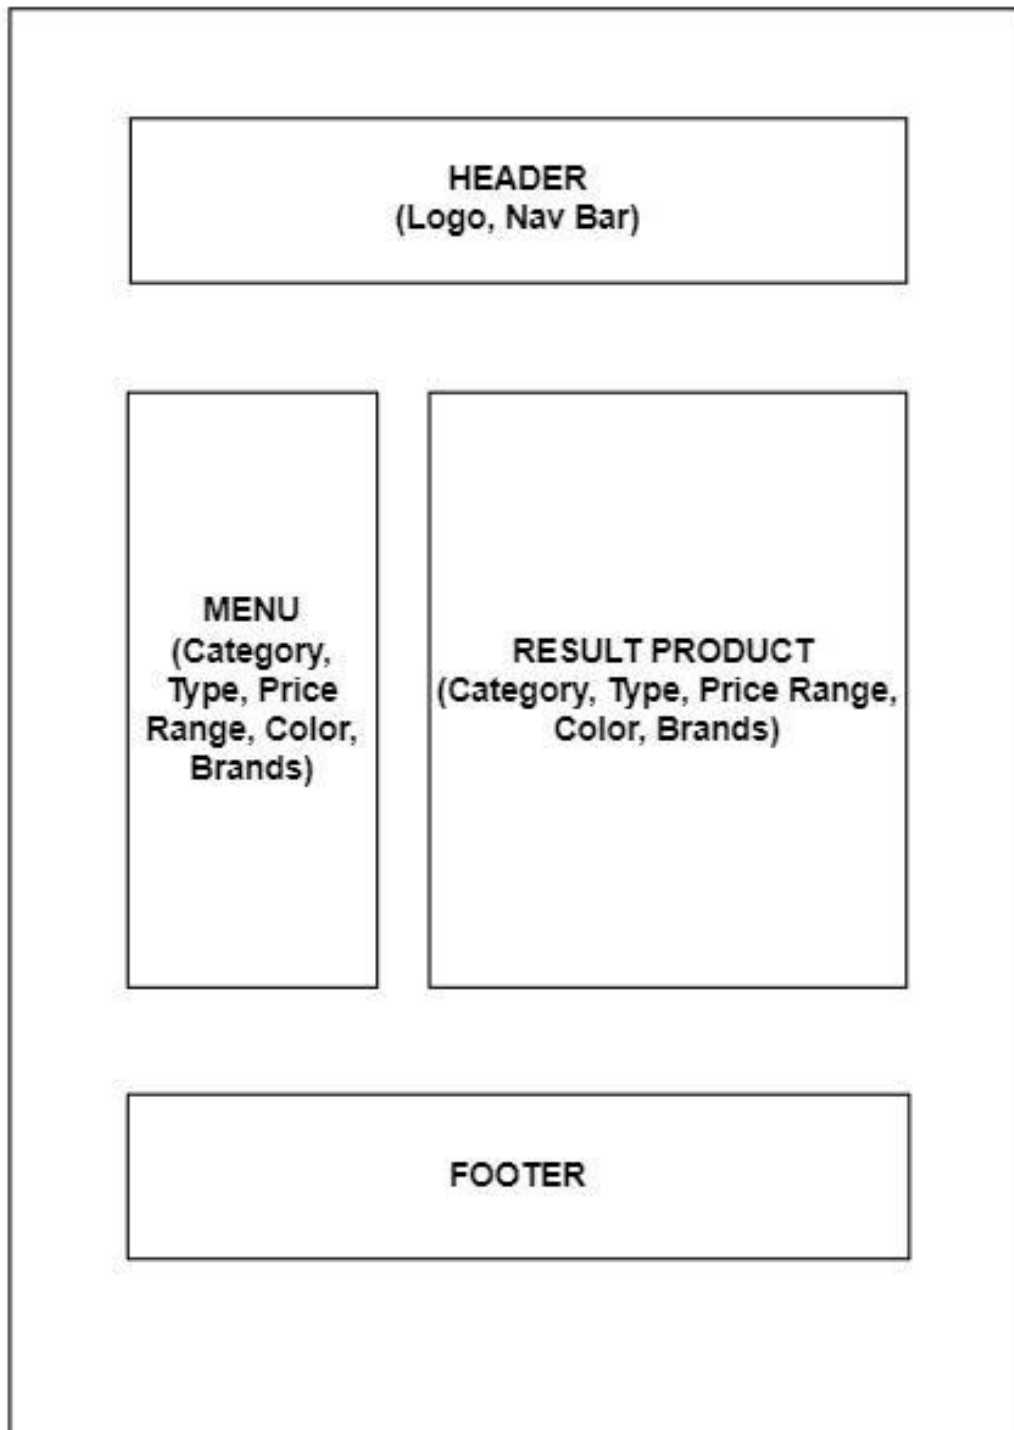 HEADER
(Logo, Nav Bar)
MENU
(Category,
Type, Price
Range, Color,
Brands)
RESULT PRODUCT
(Category, Type, Price Range,
Color, Brands)
FOOTER